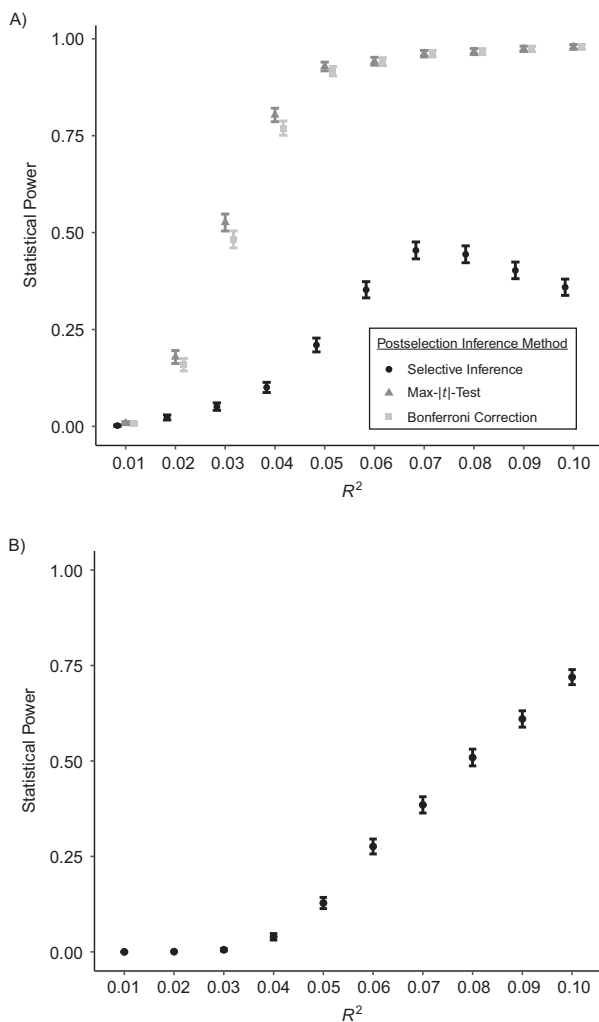 A)
1.00
0.75
0.50
0.25
0.00
Statistical Power
Postselection Inference Method
Selective Inference
Max-|t|-Test
Bonferroni Correction
0.01 0.02 0.03 0.04 0.05 0.06 0.07 0.08 0.09 0.10
R²
B)
1.00
0.75
0.50
0.25
0.00
Statistical Power
0.01 0.02 0.03 0.04 0.05 0.06 0.07 0.08 0.09 0.10
R²